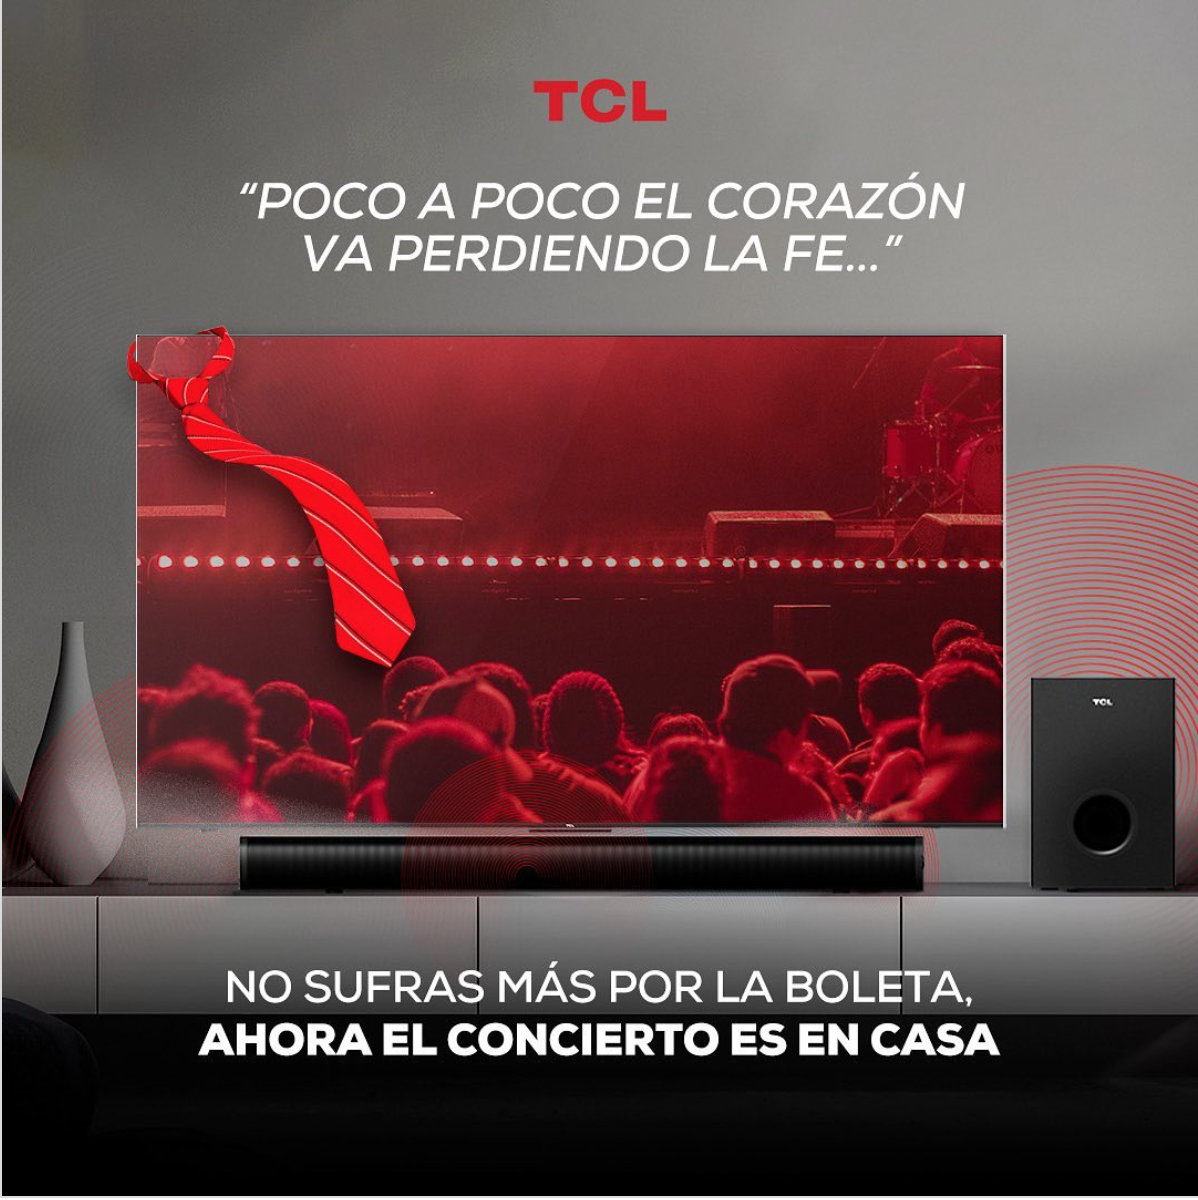 TCL
“POCO A POCO EL CORAZÓN
VA PERDIENDO LA FE...”
TCL
TCL
NO SUFRAS MÁS POR LA BOLETA,
AHORA EL CONCIERTO ES EN CASA